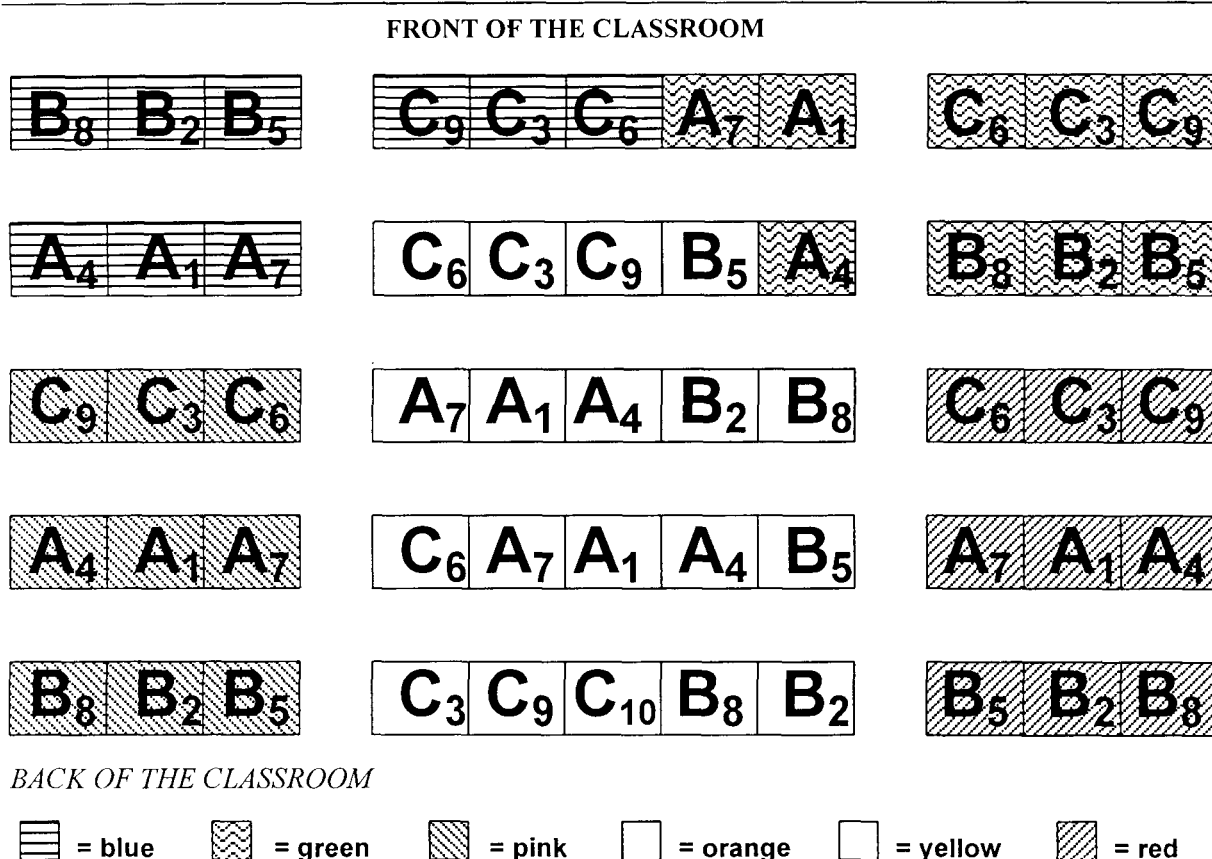 FRONT OF THE CLASSROOM
B8 B2 B5 C9 C3 C6 A7 A1 C6 C3 C9
A4 A1 A7 C6 C3 C9 B5 A4 B8 B2 B5
C9 C3 C6 A7 A1 A4 B2 B8 C6 C3 C9
A4 A1 A7 C6 A7 A1 A4 B5 A7 A1 A4
B8 B2 B5 C3 C9 C10 B8 B2 B5 B2 B8
BACK OF THE CLASSROOM
= blue = green = pink = orange = yellow = red